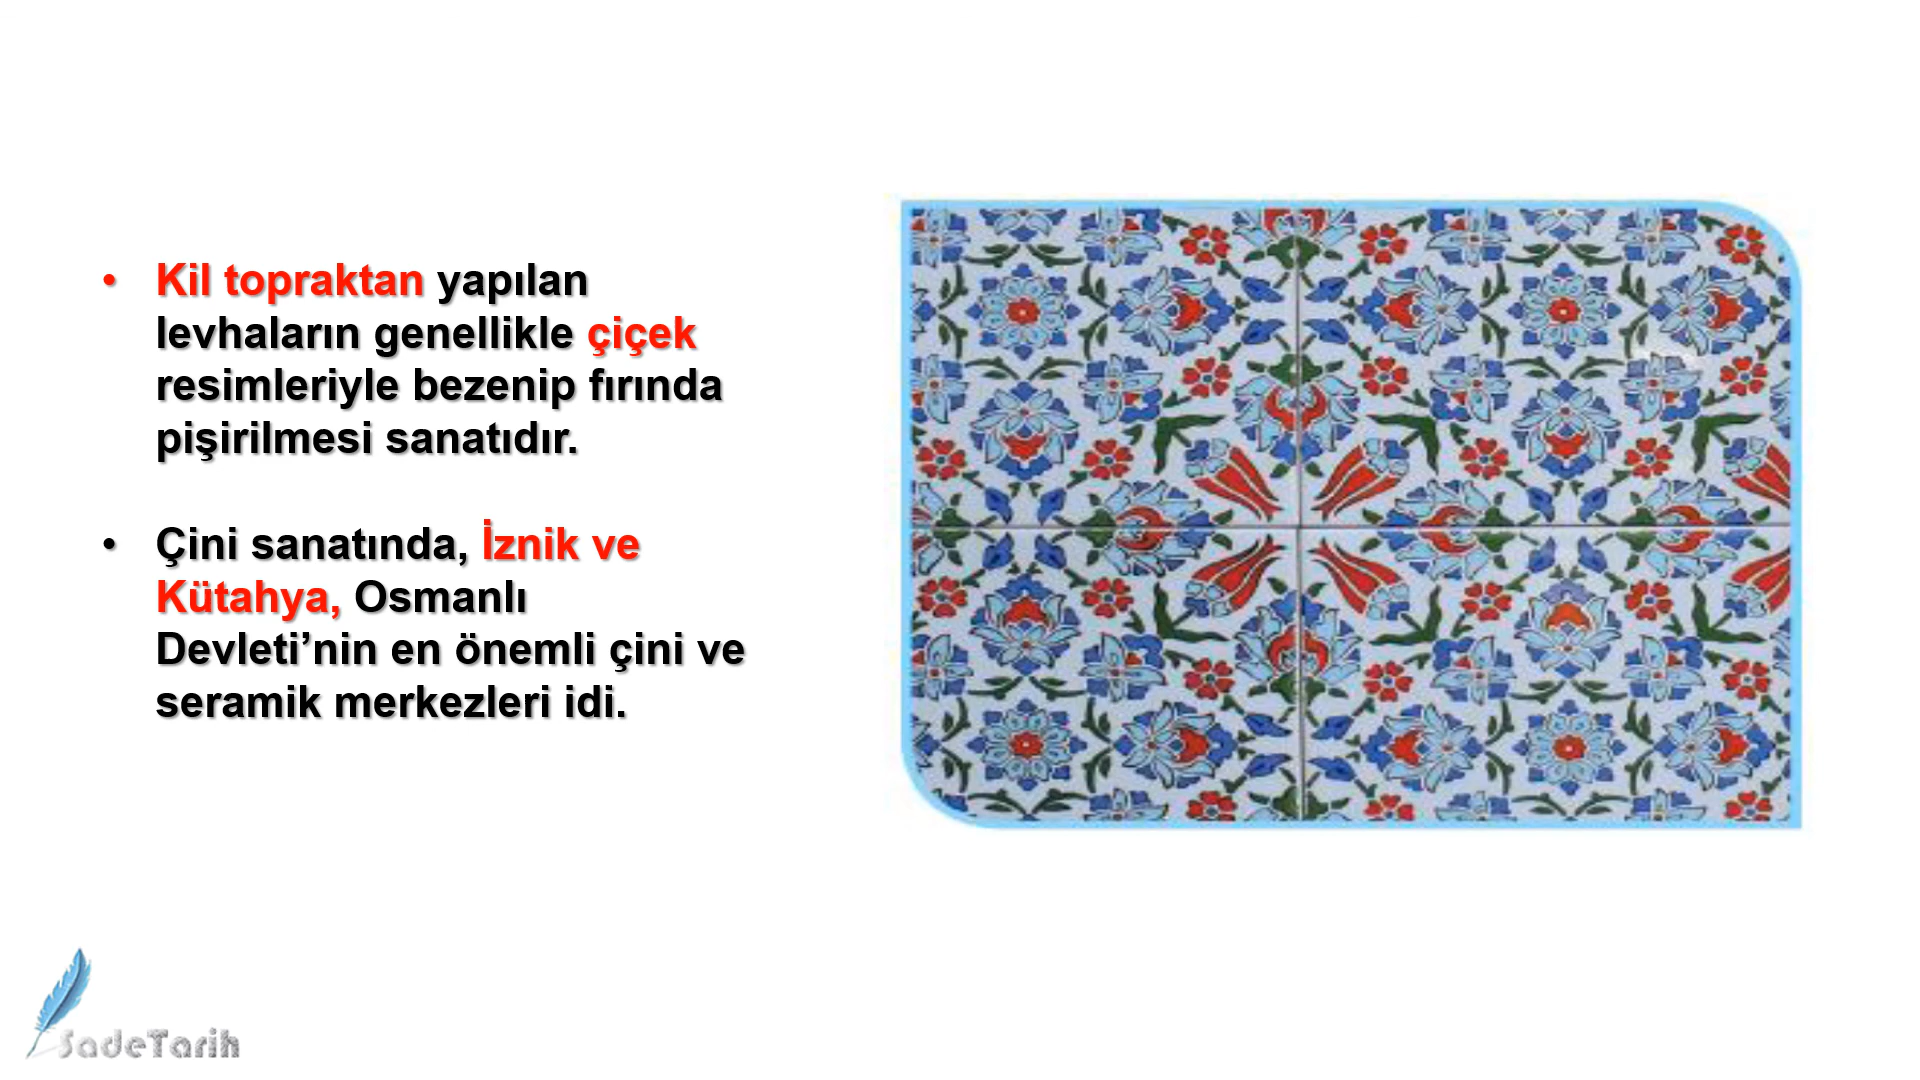 • Kil topraktan yapılan
levhaların genellikle çiçek
resimleriyle bezenip fırında
pişirilmesi sanatıdır.
• Çini sanatında, İznik ve
Kütahya, Osmanlı
Devleti’nin en önemli çini ve
seramik merkezleri idi.
SadeTarih